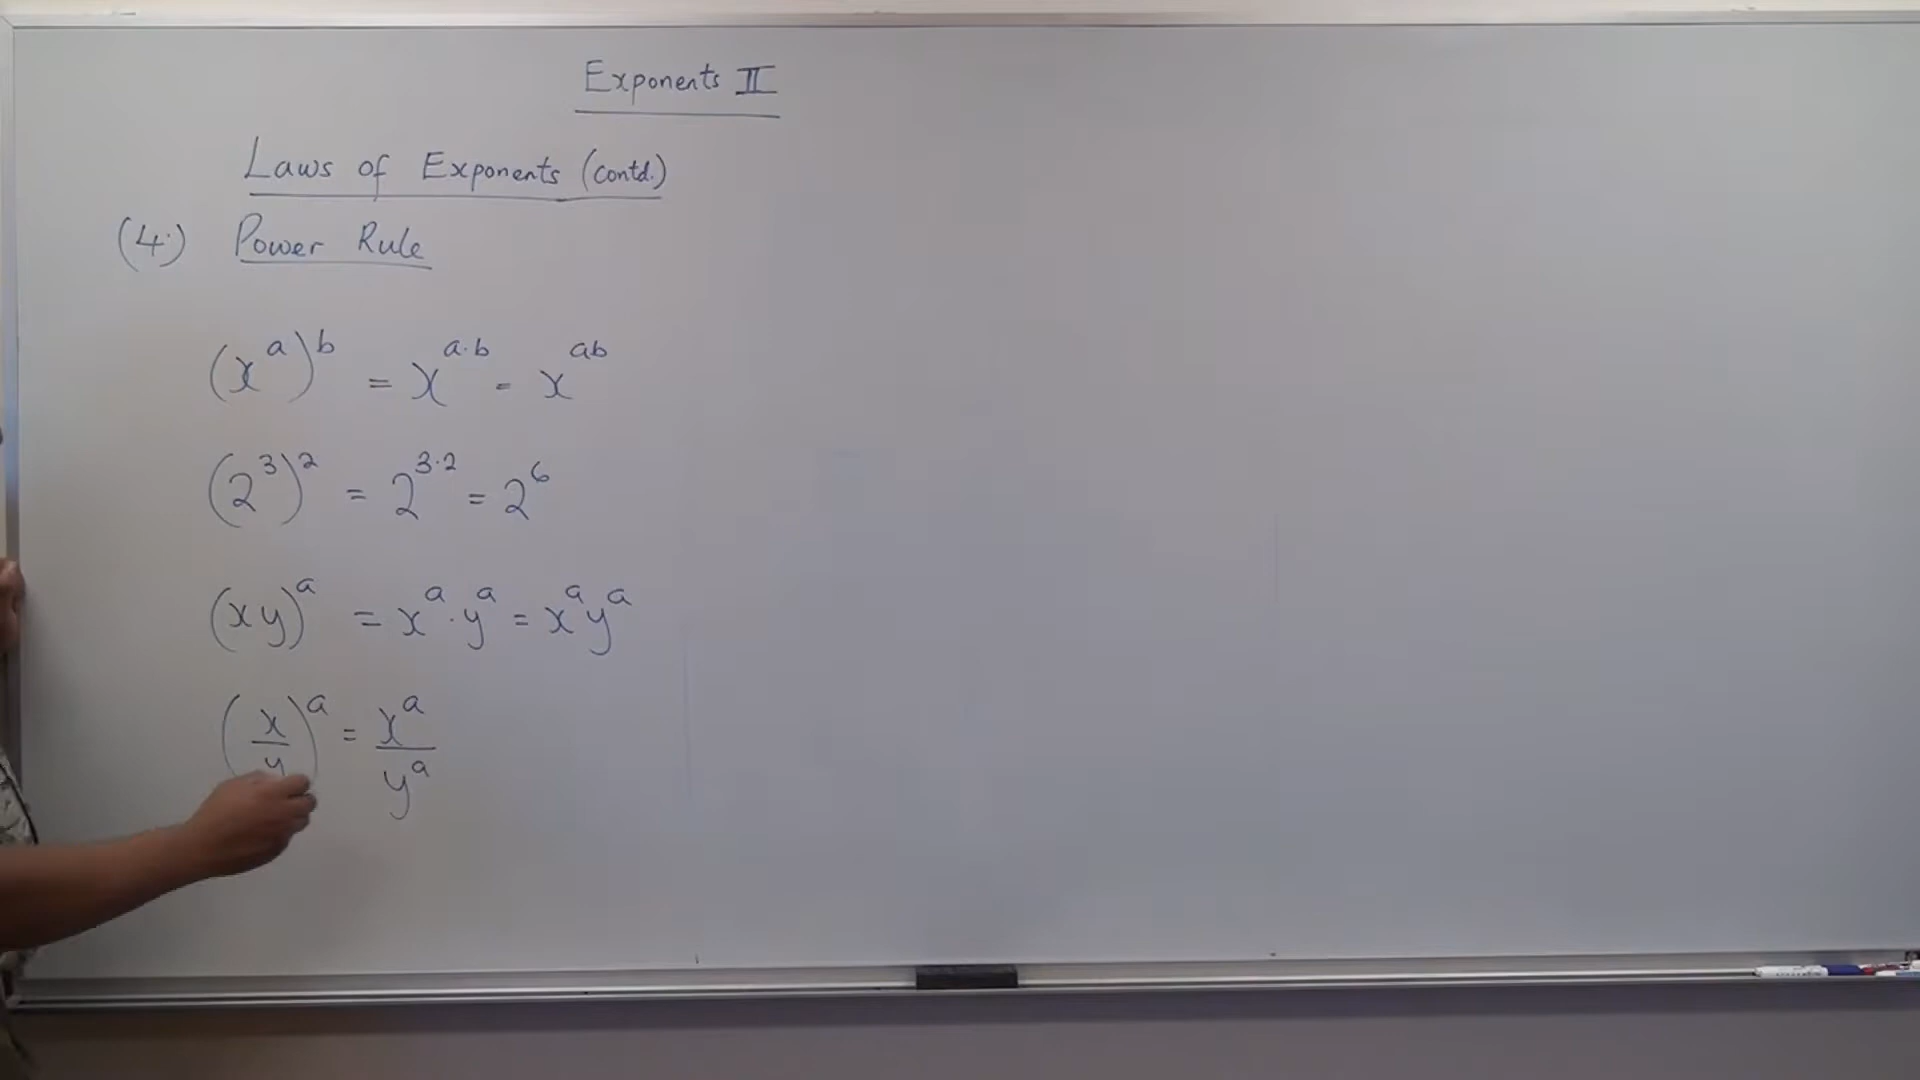 Exponents II
Laws of Exponents (contd.)
(4.) Power Rule
(x^a)^b = x^{a·b} = x^{ab}
(2^3)^2 = 2^{3·2} = 2^6
(xy)^a = x^a · y^a = x^a y^a
(x/y)^a = x^a/y^a